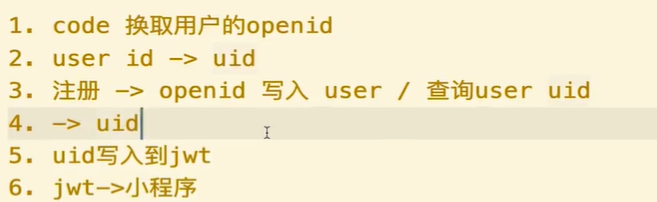 1. code 换取用户的openid
2. user id —> uid
3. 注册 —> openid 写入 user / 查询user uid
4. —> uid
5. uid写入到jwt
6. jwt—>小程序